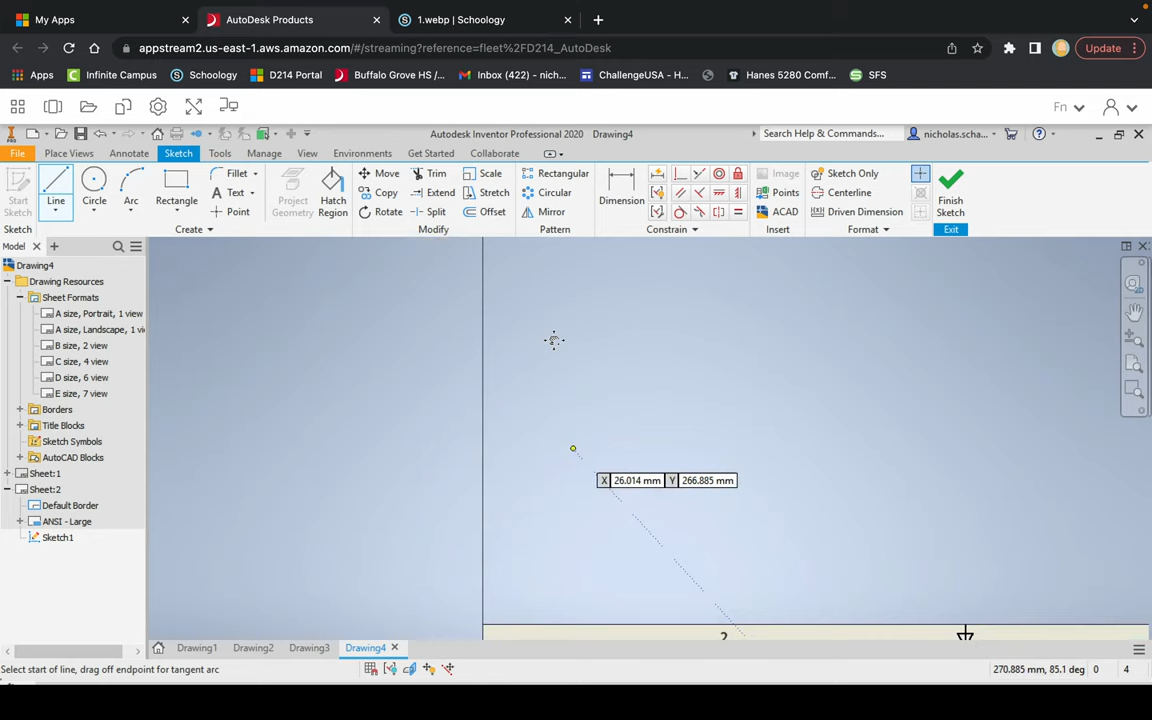 My Apps
AutoDesk Products
1.webp | Schoology
appstream2.us-east-1.aws.amazon.com/#/streaming?reference=fleet%2FD214_AutoDesk
Update
Apps
Infinite Campus
Schoology
D214 Portal
Buffalo Grove HS /...
Inbox (422) - nich...
ChallengeUSA - H...
Hanes 5280 Comf...
SFS
Fn
Autodesk Inventor Professional 2020 Drawing4
Search Help & Commands...
nicholas.scha...
File
Place Views
Annotate
Sketch
Tools
Manage
View
Environments
Get Started
Collaborate
Start Sketch
Line
Circle
Arc
Rectangle
Fillet
Text
Point
Project Geometry
Hatch Region
Move
Copy
Rotate
Trim
Extend
Split
Scale
Stretch
Offset
Rectangular
Circular
Mirror
Dimension
Image
Points
ACAD
Sketch Only
Centerline
Driven Dimension
Finish Sketch
Sketch
Create
Modify
Pattern
Constrain
Insert
Format
Exit
Model
Drawing4
Drawing Resources
Sheet Formats
A size, Portrait, 1 view
A size, Landscape, 1 vi
B size, 2 view
C size, 4 view
D size, 6 view
E size, 7 view
Borders
Title Blocks
Sketch Symbols
AutoCAD Blocks
Sheet:1
Sheet:2
Default Border
ANSI - Large
Sketch1
X 26.014 mm Y 266.885 mm
2
Drawing1
Drawing2
Drawing3
Drawing4
Select start of line, drag off endpoint for tangent arc
270.885 mm, 85.1 deg 0 4